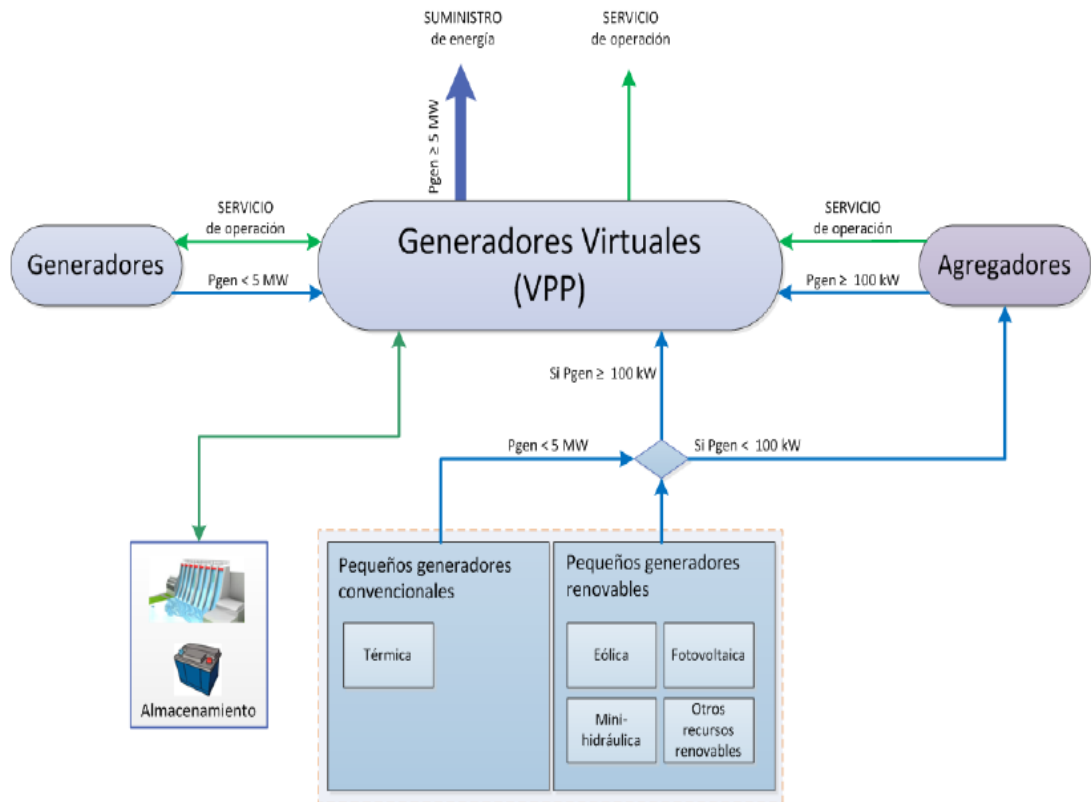 SUMINISTRO
de energía
SERVICIO
de operación
Pgen ≥ 5 MW
SERVICIO
de operación
Generadores
Pgen < 5 MW
Generadores Virtuales
(VPP)
SERVICIO
de operación
Agregadores
Pgen ≥ 100 kW
Si Pgen ≥ 100 kW
Pgen < 5 MW
Si Pgen < 100 kW
Almacenamiento
Pequeños generadores
convencionales
Térmica
Pequeños generadores
renovables
Eólica
Fotovoltaica
Mini-
hidráulica
Otros
recursos
renovables